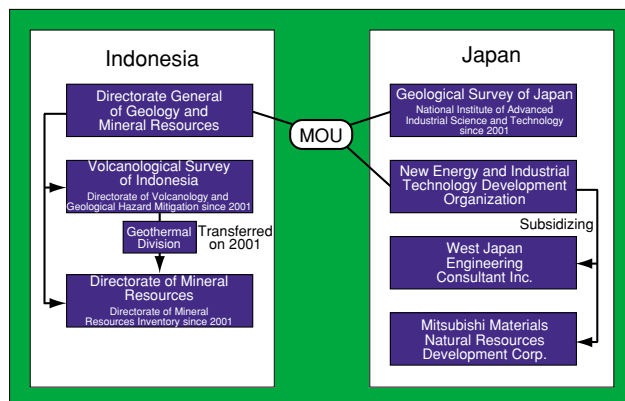 Indonesia
Directorate General
of Geology and
Mineral Resources
Volcanological Survey
of Indonesia
Directorate of Volcanology and
Geological Hazard Mitigation since 2001
Geothermal
Division
Transferred
on 2001
Directorate of Mineral
Resources
Directorate of Mineral
Resources Inventory since 2001
MOU
Japan
Geological Survey of Japan
National Institute of Advanced
Industrial Science and Technology
since 2001
New Energy and Industrial
Technology Development
Organization
Subsidizing
West Japan
Engineering
Consultant Inc.
Mitsubishi Materials
Natural Resources
Development Corp.